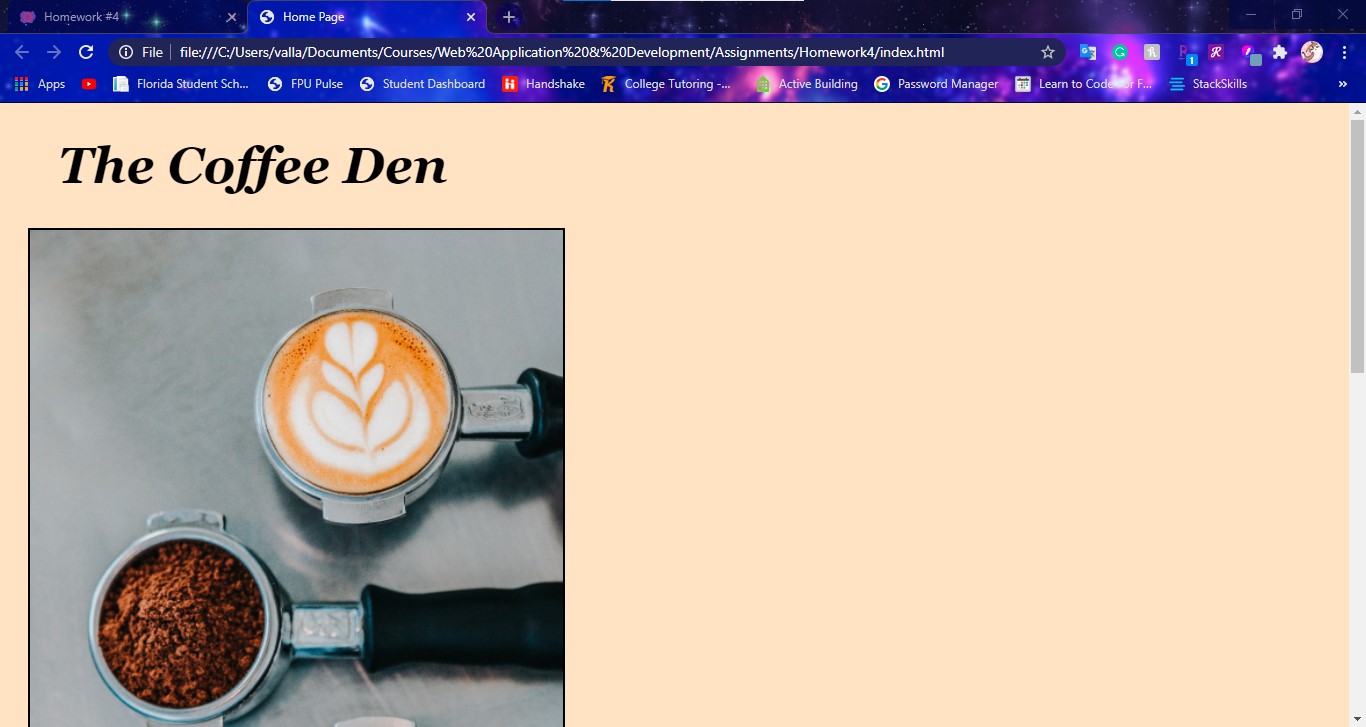 Homework #4
Home Page
File
file:///C:/Users/valla/Documents/Courses/Web%20Application%20&%20Development/Assignments/Homework4/index.html
1
Apps
Florida Student Sch...
FPU Pulse
Student Dashboard
Handshake
College Tutoring -...
Active Building
Password Manager
Learn to Code for F...
StackSkills
»
The Coffee Den